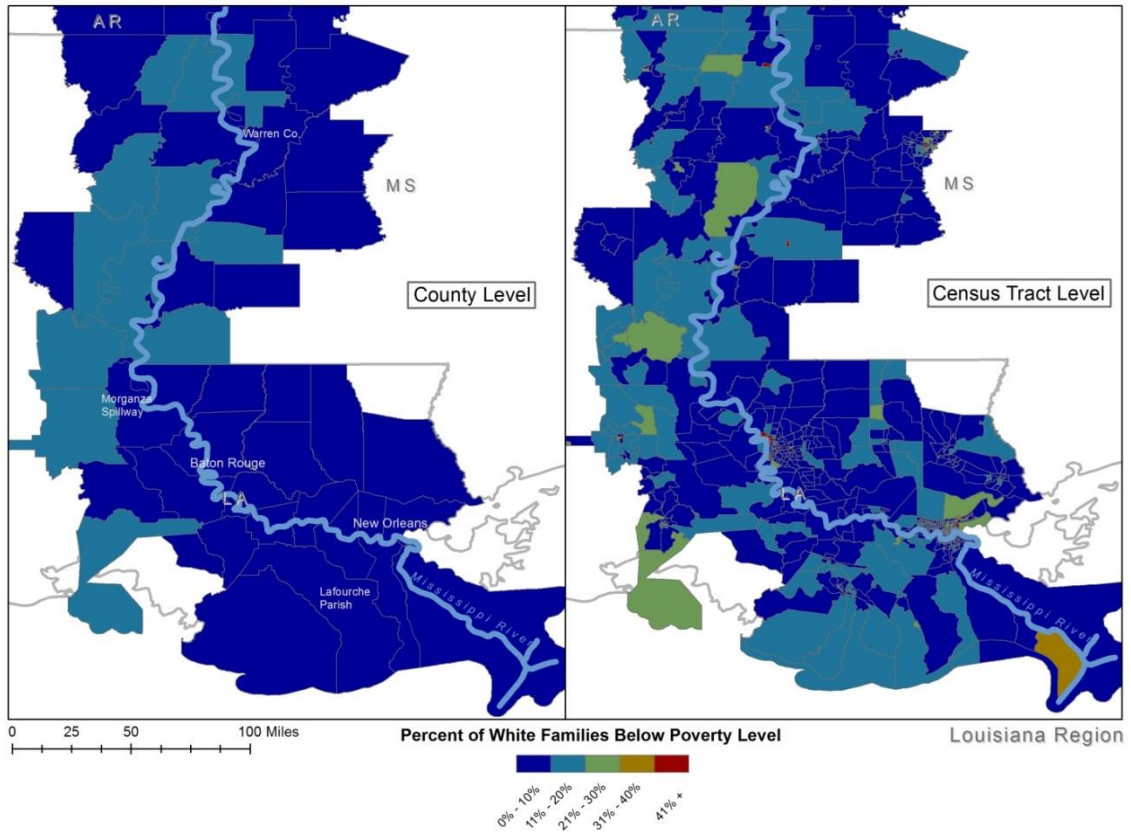 AR
Warren Co.
MS
County Level
Morganza
Spillway
Baton Rouge
LA
New Orleans
Lafourche
Parish
Mississippi River
AR
MS
Census Tract Level
LA
Mississippi River
0 25 50 100 Miles
Percent of White Families Below Poverty Level
Louisiana Region
0% - 10%
11% - 20%
21% - 30%
31% - 40%
41% +